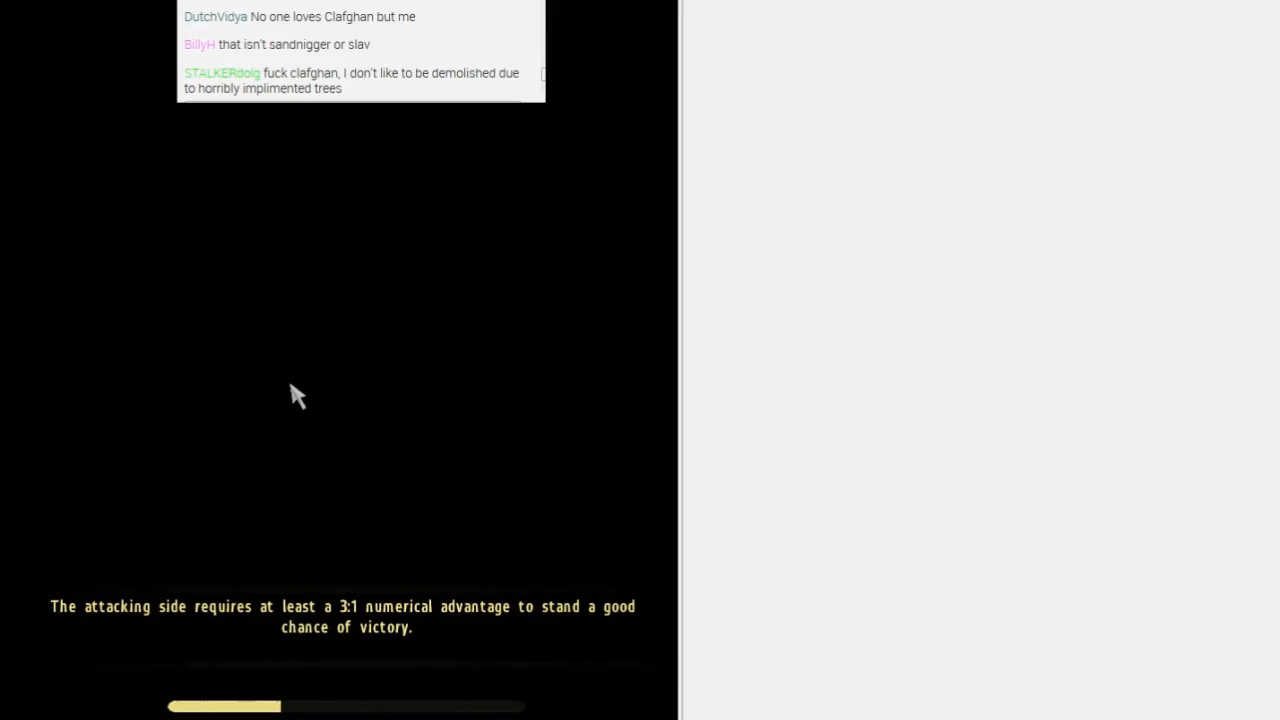 DutchVidya No one loves Clafghan but me
BillyH that isn't sandnigger or slav
STALKERdolg fuck clafghan, I don't like to be demolished due
to horribly implimented trees
The attacking side requires at least a 3:1 numerical advantage to stand a good
chance of victory.